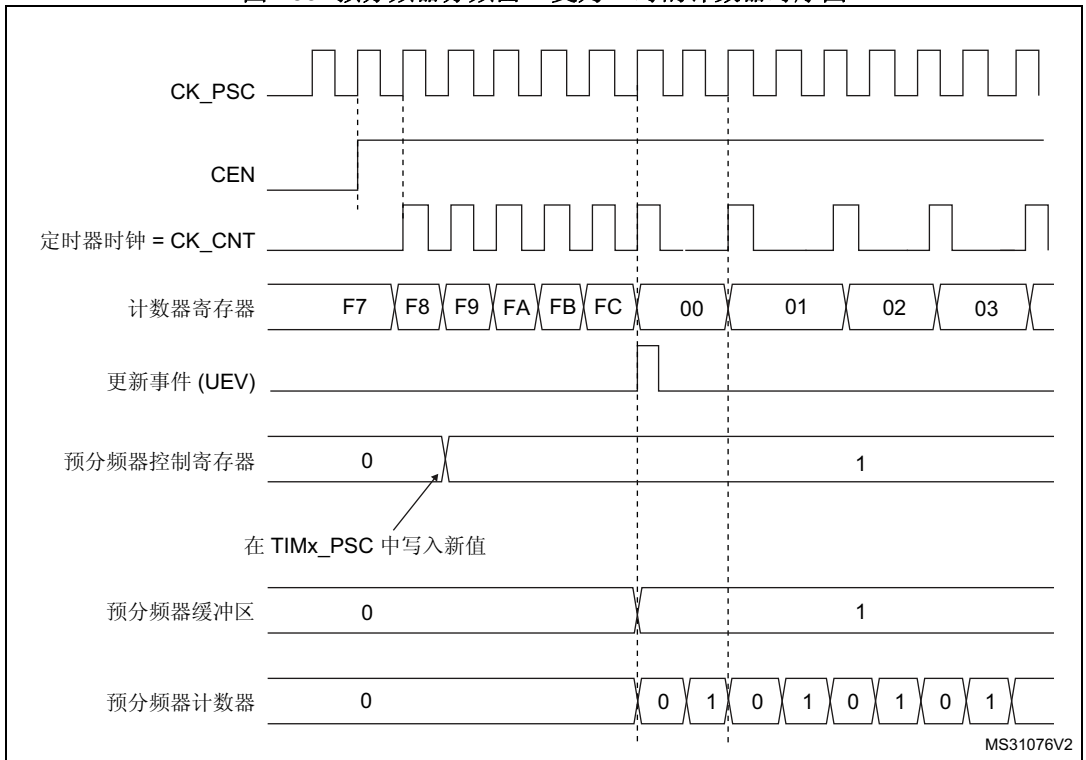 CK_PSC
CEN
定时器时钟 = CK_CNT
计数器寄存器 F7 F8 F9 FA FB FC 00 01 02 03
更新事件 (UEV)
预分频器控制寄存器 0 1
在 TIMx_PSC 中写入新值
预分频器缓冲区 0 1
预分频器计数器 0 0 1 0 1 0 1 0 1
MS31076V2